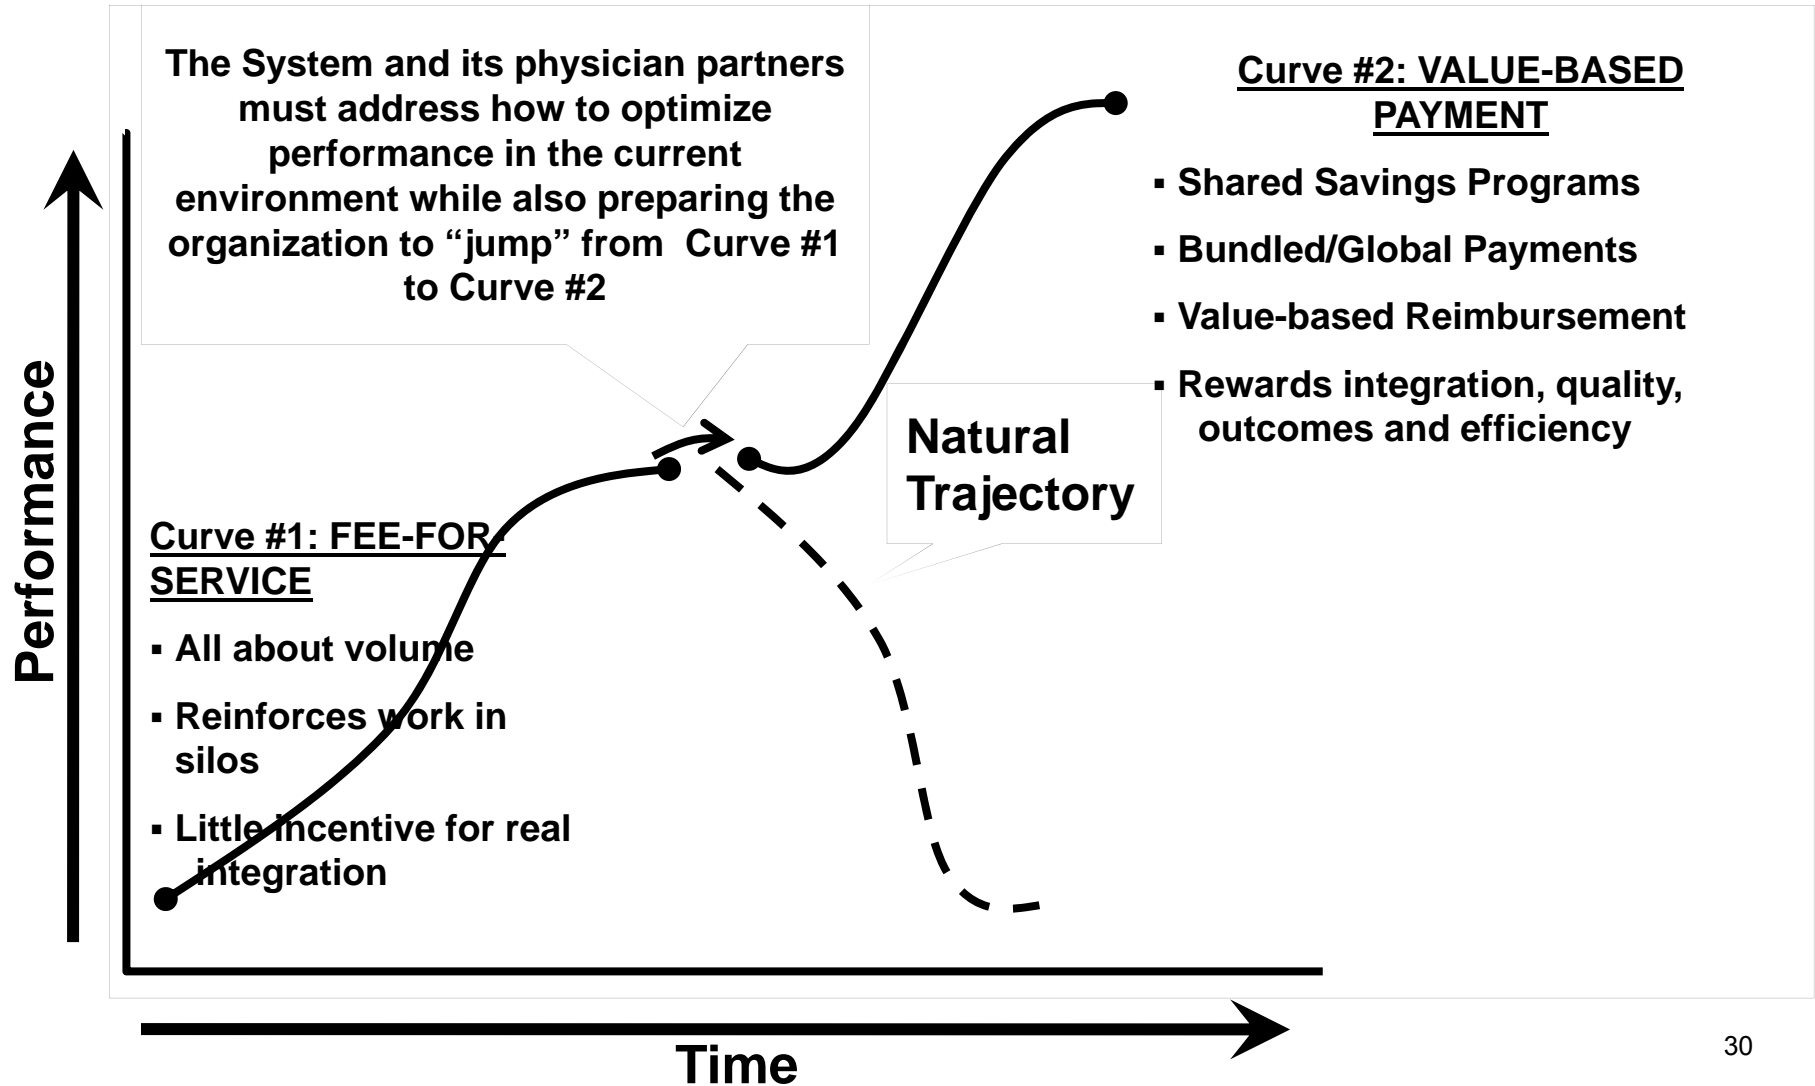 The System and its physician partners
must address how to optimize
performance in the current
environment while also preparing the
organization to “jump” from  Curve #1
to Curve #2
Curve #2: VALUE-BASED
PAYMENT
▪ Shared Savings Programs
▪ Bundled/Global Payments
▪ Value-based Reimbursement
▪ Rewards integration, quality,
outcomes and efficiency
Natural
Trajectory
Performance
Curve #1: FEE-FOR-
SERVICE
▪ All about volume
▪ Reinforces work in
silos
▪ Little incentive for real
integration
Time
30